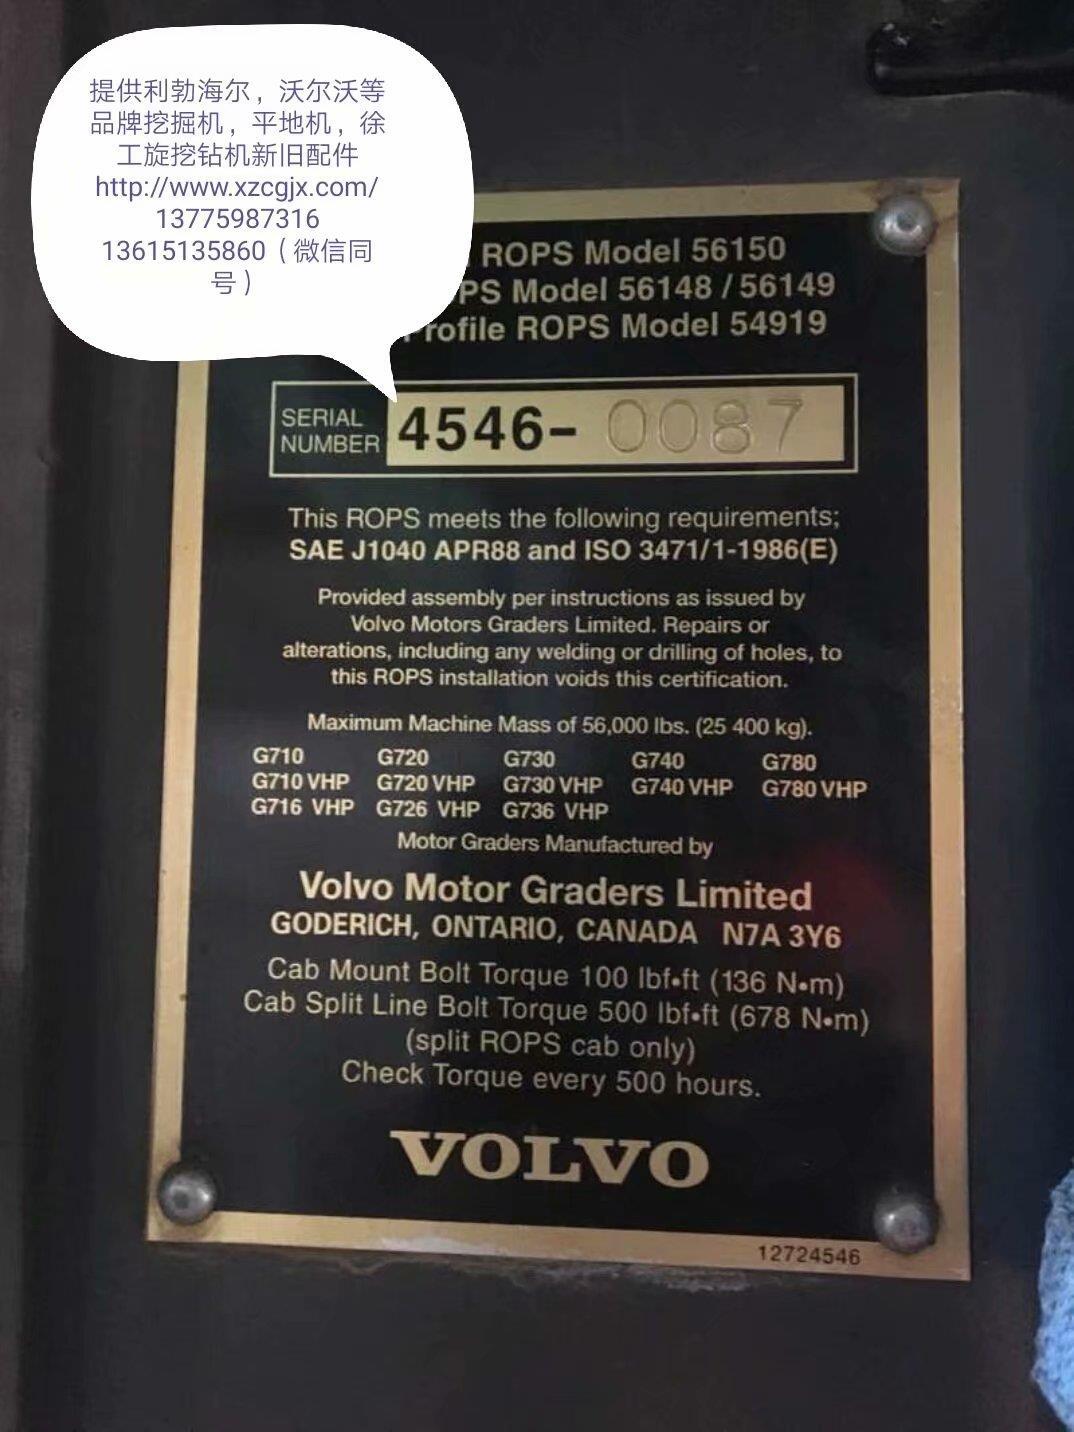 提供利勃海尔，沃尔沃等
品牌挖掘机，平地机，徐
工旋挖钻机新旧配件
http://www.xzcgjx.com/
13775987316
13615135860（微信同
号）
ROPS Model 56150
Model 56148 / 56149
Profile ROPS Model 54919
SERIAL
NUMBER 4546- 0087
This ROPS meets the following requirements;
SAE J1040 APR88 and ISO 3471/1-1986(E)
Provided assembly per instructions as issued by
Volvo Motors Graders Limited. Repairs or
alterations, including any welding or drilling of holes, to
this ROPS installation voids this certification.
Maximum Machine Mass of 56,000 lbs. (25 400 kg).
G710 G720 G730 G740 G780
G710 VHP G720 VHP G730 VHP G740 VHP G780 VHP
G716 VHP G726 VHP G736 VHP
Motor Graders Manufactured by
Volvo Motor Graders Limited
GODERICH, ONTARIO, CANADA N7A 3Y6
Cab Mount Bolt Torque 100 lbf•ft (136 N•m)
Cab Split Line Bolt Torque 500 lbf•ft (678 N•m)
(split ROPS cab only)
Check Torque every 500 hours.
VOLVO
12724546